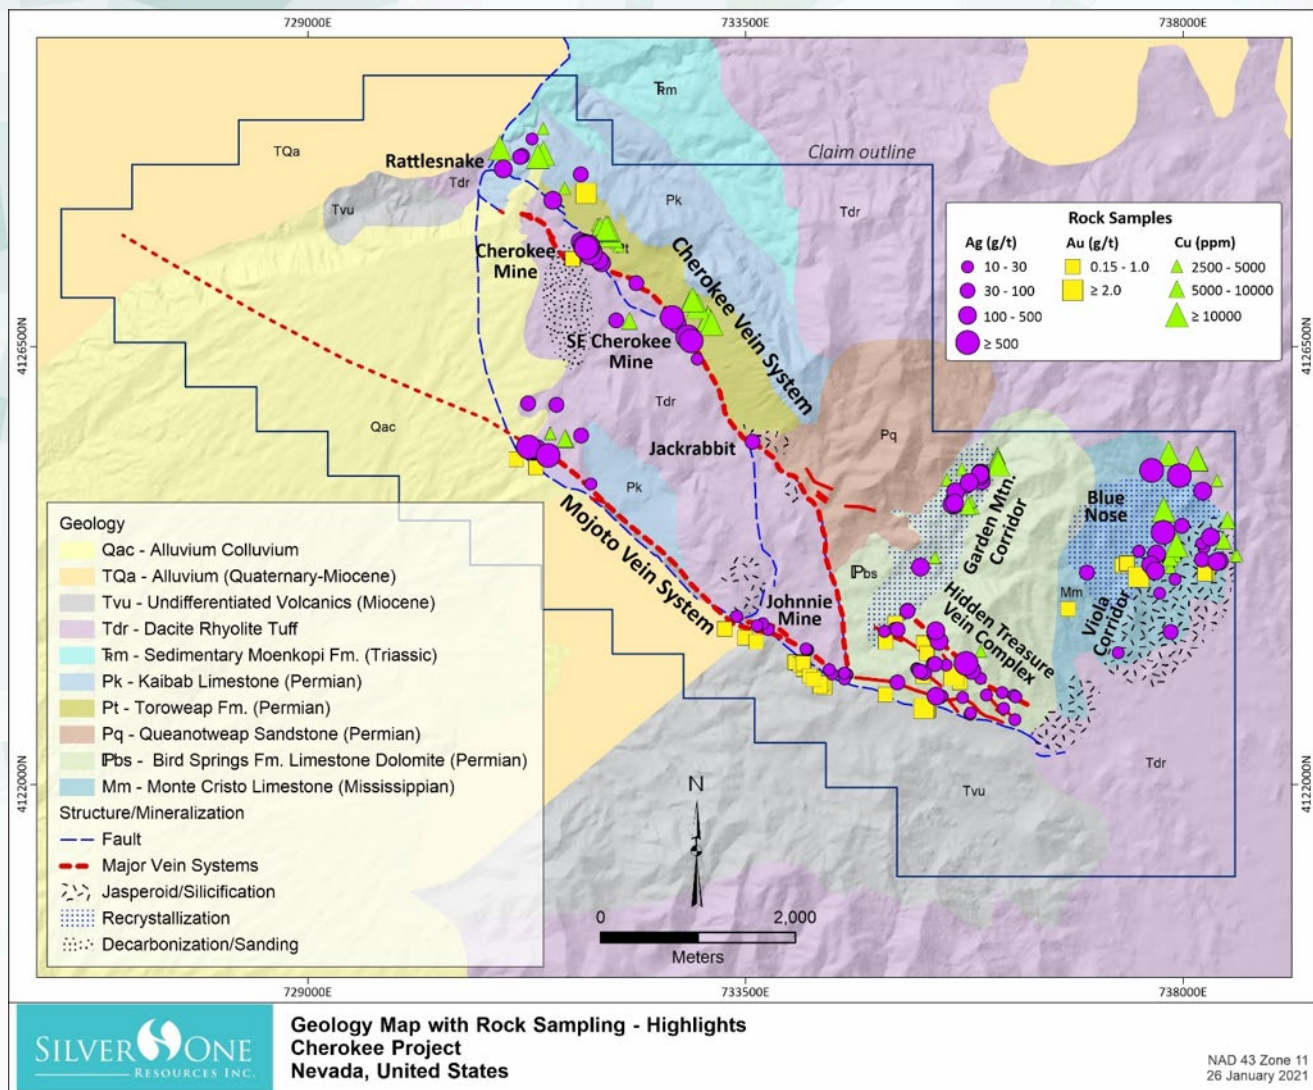 729000E
733500E
738000E
4126500N
4122000N
4126500N
4122000N
TQa
Rattlesnake
Tdr
Tvu
Ꞧm
Claim outline
Pk
Tdr
Cherokee
Mine
Cherokee Vein System
SE Cherokee
Mine
Tdr
Qac
Jackrabbit
Pq
Pk
Mojoto Vein System
Garden Mtn.
Corridor
Blue
Nose
ℙbs
Johnnie
Mine
Hidden Treasure
Vein Complex
Mm
Viola
Corridor
Tdr
Tvu
Rock Samples
Ag (g/t)
10 - 30
30 - 100
100 - 500
≥ 500
Au (g/t)
0.15 - 1.0
≥ 2.0
Cu (ppm)
2500 - 5000
5000 - 10000
≥ 10000
Geology
Qac - Alluvium Colluvium
TQa - Alluvium (Quaternary-Miocene)
Tvu - Undifferentiated Volcanics (Miocene)
Tdr - Dacite Rhyolite Tuff
Ꞧm - Sedimentary Moenkopi Fm. (Triassic)
Pk - Kaibab Limestone (Permian)
Pt - Toroweap Fm. (Permian)
Pq - Queanotweap Sandstone (Permian)
ℙbs - Bird Springs Fm. Limestone Dolomite (Permian)
Mm - Monte Cristo Limestone (Mississippian)
Structure/Mineralization
Fault
Major Vein Systems
Jasperoid/Silicification
Recrystallization
Decarbonization/Sanding
N
0 2,000
Meters
729000E
733500E
738000E
SILVER ONE
RESOURCES INC.
Geology Map with Rock Sampling - Highlights
Cherokee Project
Nevada, United States
NAD 43 Zone 11
26 January 2021